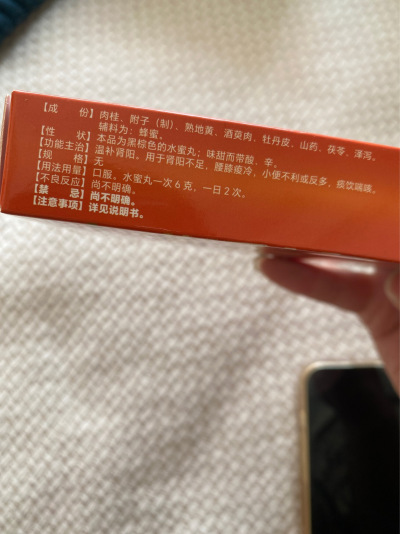 【成　　份】肉桂、附子（制）、熟地黄、酒萸肉、牡丹皮、山药、茯苓、泽泻。
辅料为：蜂蜜。
【性　　状】本品为黑棕色的水蜜丸；味甜而带酸、辛。
【功能主治】温补肾阳。用于肾阳不足，腰膝痠冷，小便不利或反多，痰饮喘咳。
【规　　格】无
【用法用量】口服。水蜜丸一次6克，一日2次。
【不良反应】尚不明确。
【禁　　忌】尚不明确。
【注意事项】详见说明书。